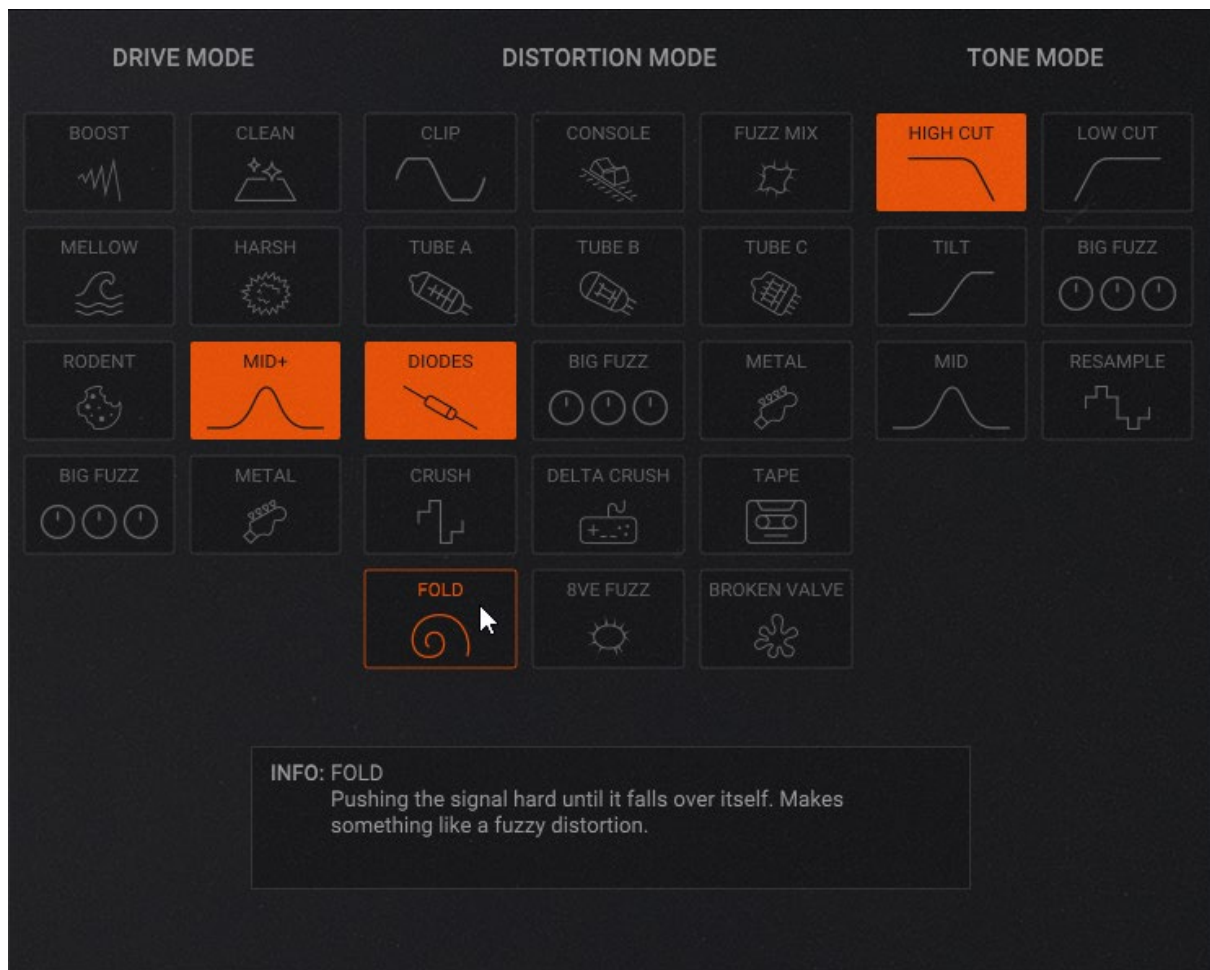 DRIVE MODE
DISTORTION MODE
TONE MODE
BOOST
CLEAN
CLIP
CONSOLE
FUZZ MIX
HIGH CUT
LOW CUT
MELLOW
HARSH
TUBE A
TUBE B
TUBE C
TILT
BIG FUZZ
RODENT
MID+
DIODES
BIG FUZZ
METAL
MID
RESAMPLE
BIG FUZZ
METAL
CRUSH
DELTA CRUSH
TAPE
FOLD
8VE FUZZ
BROKEN VALVE
INFO: FOLD
Pushing the signal hard until it falls over itself. Makes
something like a fuzzy distortion.